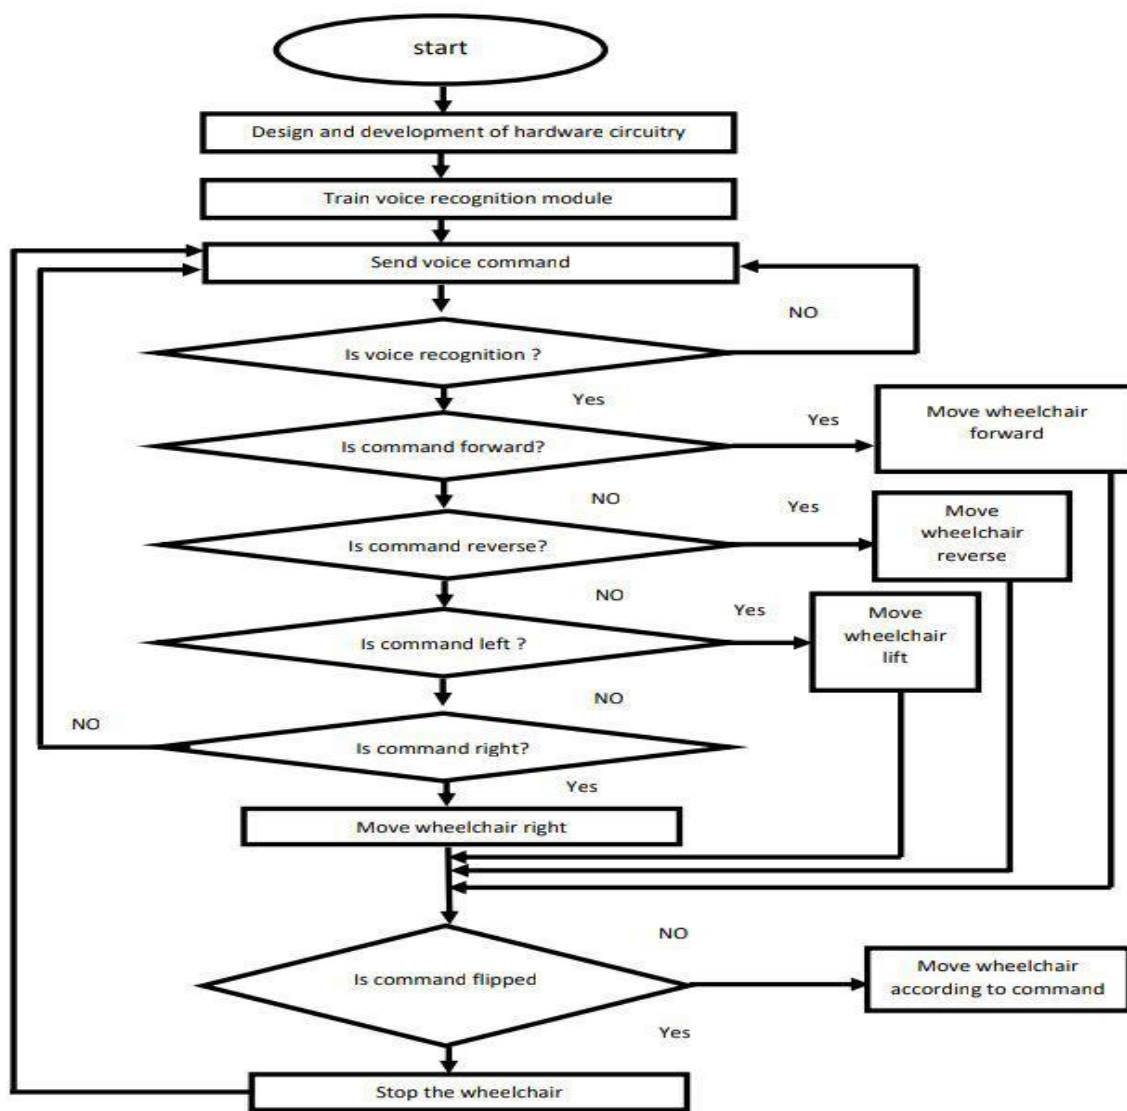 start
Design and development of hardware circuitry
Train voice recognition module
Send voice command
NO
Is voice recognition ?
Yes
Move wheelchair
forward
Yes
Is command forward?
NO
Yes
Move
wheelchair
reverse
Is command reverse?
NO
Yes
Move
wheelchair
lift
Is command left ?
NO
NO
Is command right?
Yes
Move wheelchair right
NO
Is command flipped
Move wheelchair
according to command
Yes
Stop the wheelchair